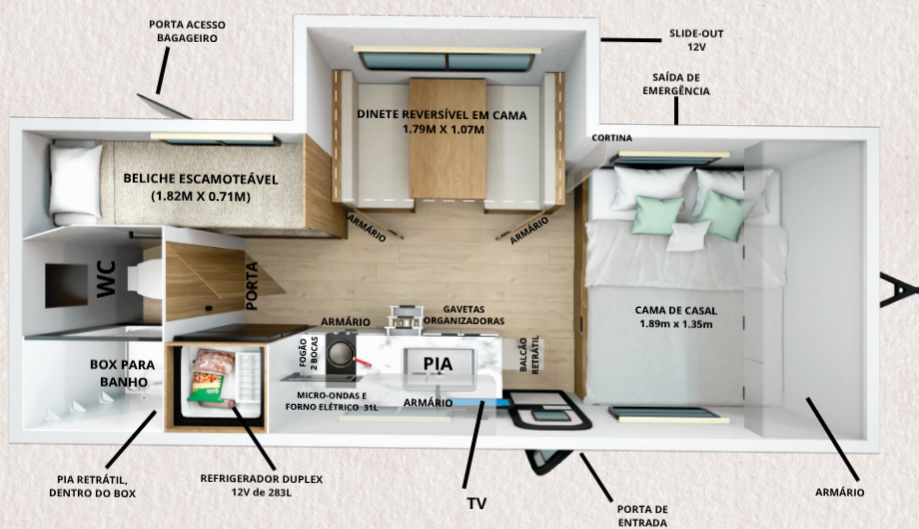 PORTA ACESSO
BAGAGEIRO
SLIDE-OUT
12V
SAÍDA DE
EMERGÊNCIA
DINETE REVERSÍVEL EM CAMA
1.79M X 1.07M
CORTINA
BELICHE ESCAMOTEÁVEL
(1.82M X 0.71M)
ARMÁRIO
ARMÁRIO
WC
PORTA
CAMA DE CASAL
1.89m x 1.35m
GAVETAS
ORGANIZADORAS
ARMÁRIO
FOGÃO
2 BOCAS
PIA
BALCÃO
RETRÁTIL
BOX PARA
BANHO
MICRO-ONDAS E
FORNO ELÉTRICO 31L
ARMÁRIO
PIA RETRÁTIL,
DENTRO DO BOX
REFRIGERADOR DUPLEX
12V de 283L
TV
PORTA DE
ENTRADA
ARMÁRIO